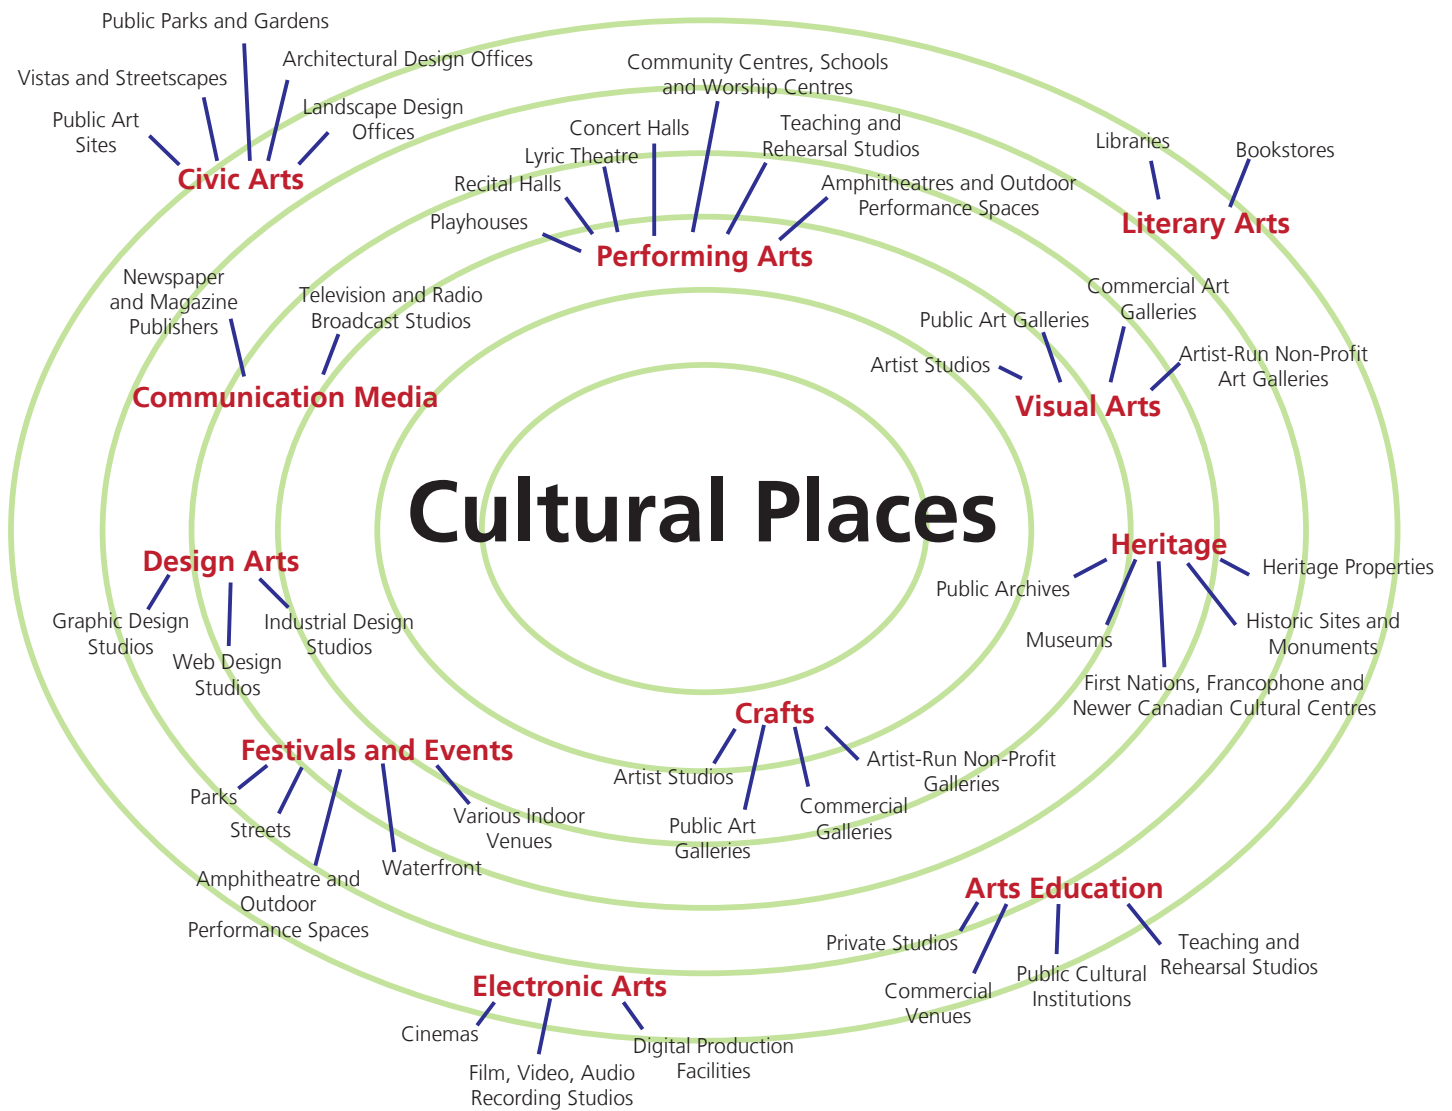 Public Parks and Gardens
Architectural Design Offices
Vistas and Streetscapes
Landscape Design
Offices
Public Art
Sites
Civic Arts
Community Centres, Schools
and Worship Centres
Concert Halls
Teaching and
Rehearsal Studios
Lyric Theatre
Recital Halls
Amphitheatres and Outdoor
Performance Spaces
Playhouses
Performing Arts
Libraries
Bookstores
Literary Arts
Newspaper
and Magazine
Publishers
Television and Radio
Broadcast Studios
Communication Media
Commercial Art
Galleries
Public Art Galleries
Artist Studios
Artist-Run Non-Profit
Art Galleries
Visual Arts
Cultural Places
Design Arts
Graphic Design
Studios
Web Design
Studios
Industrial Design
Studios
Heritage
Heritage Properties
Public Archives
Historic Sites and
Monuments
Museums
First Nations, Francophone and
Newer Canadian Cultural Centres
Festivals and Events
Parks
Streets
Amphitheatre and
Outdoor
Performance Spaces
Waterfront
Various Indoor
Venues
Crafts
Artist Studios
Public Art
Galleries
Commercial
Galleries
Artist-Run Non-Profit
Galleries
Arts Education
Private Studios
Commercial
Venues
Public Cultural
Institutions
Teaching and
Rehearsal Studios
Electronic Arts
Cinemas
Film, Video, Audio
Recording Studios
Digital Production
Facilities